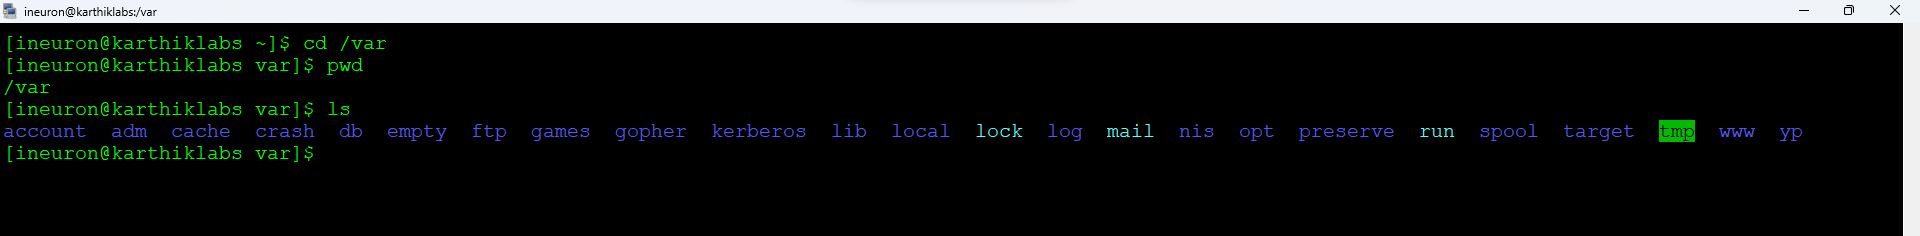 ineuron@karthiklabs:/var
[ineuron@karthiklabs ~]$ cd /var
[ineuron@karthiklabs var]$ pwd
/var
[ineuron@karthiklabs var]$ ls
account  adm  cache  crash  db  empty  ftp  games  gopher  kerberos  lib  local  lock  log  mail  nis  opt  preserve  run  spool  target  tmp  www  yp
[ineuron@karthiklabs var]$